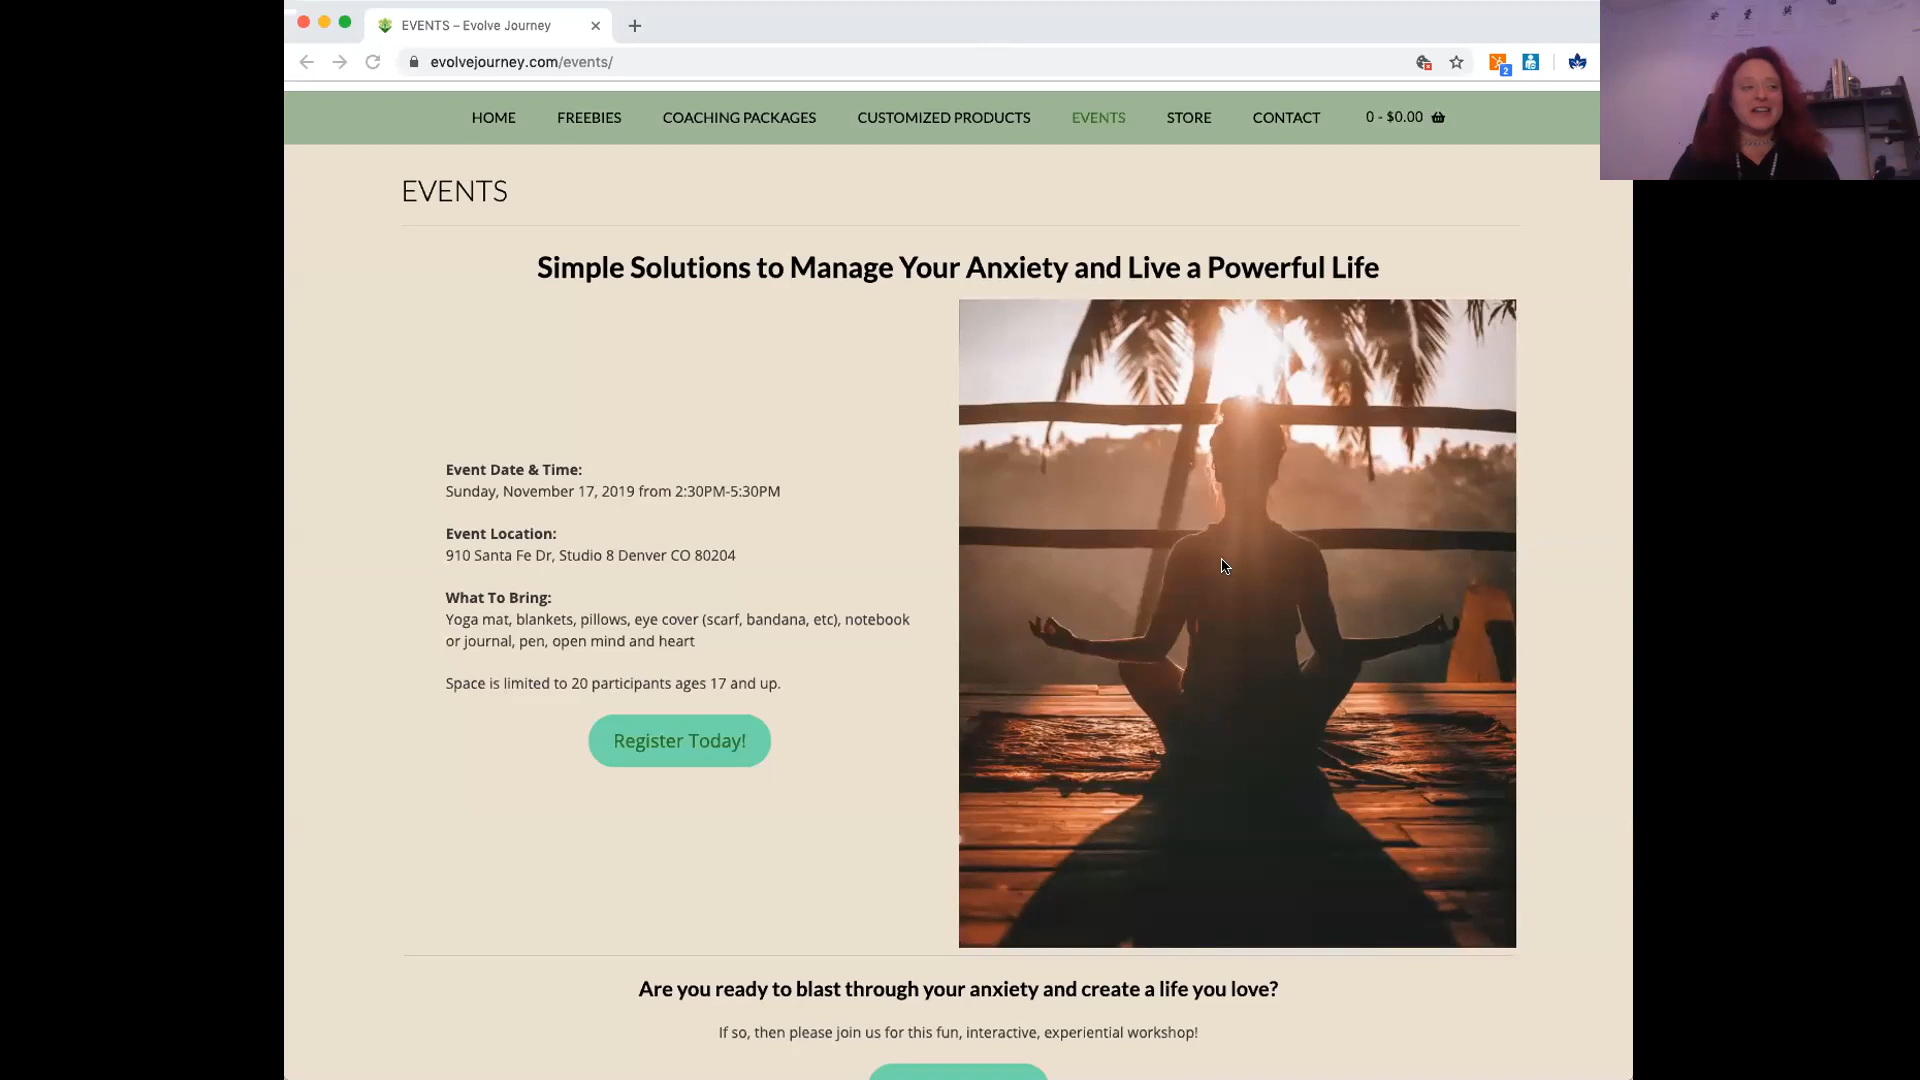 EVENTS – Evolve Journey
evolvejourney.com/events/
2
HOME FREEBIES COACHING PACKAGES CUSTOMIZED PRODUCTS EVENTS STORE CONTACT 0 - $0.00
EVENTS
Simple Solutions to Manage Your Anxiety and Live a Powerful Life
Event Date & Time:
Sunday, November 17, 2019 from 2:30PM-5:30PM
Event Location:
910 Santa Fe Dr, Studio 8 Denver CO 80204
What To Bring:
Yoga mat, blankets, pillows, eye cover (scarf, bandana, etc), notebook
or journal, pen, open mind and heart
Space is limited to 20 participants ages 17 and up.
Register Today!
Are you ready to blast through your anxiety and create a life you love?
If so, then please join us for this fun, interactive, experiential workshop!